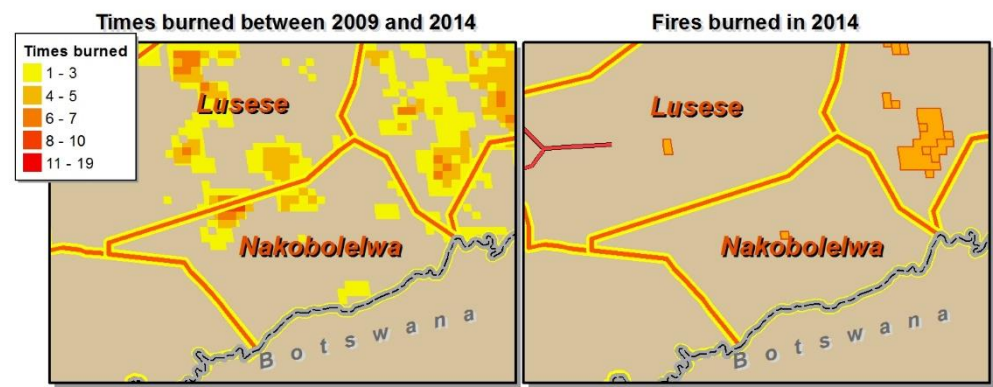 Times burned between 2009 and 2014
Fires burned in 2014
Times burned
1 - 3
4 - 5
6 - 7
8 - 10
11 - 19
Lusese
Nakobolelwa
Botswana
Lusese
Nakobolelwa
Botswana